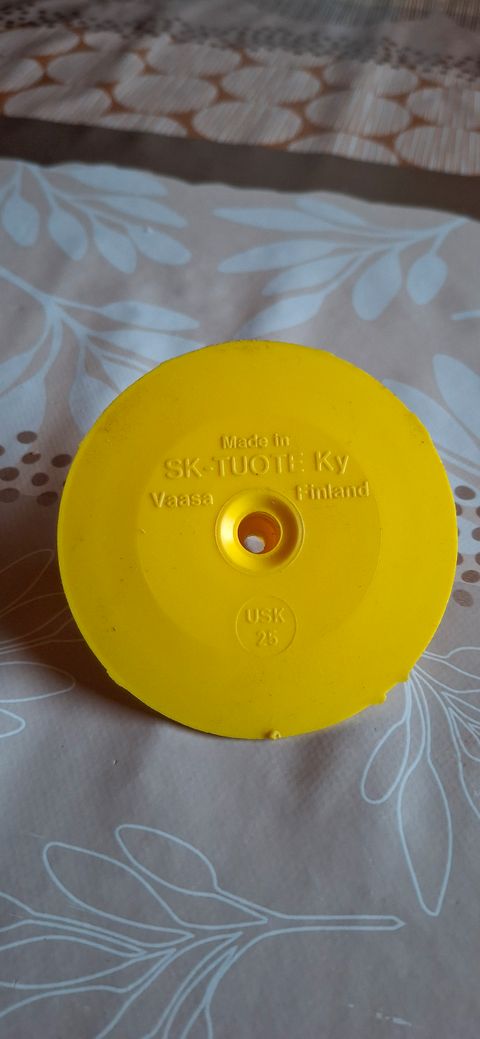 Made in
SK-TUOTE Ky
Vaasa Finland
USK
25